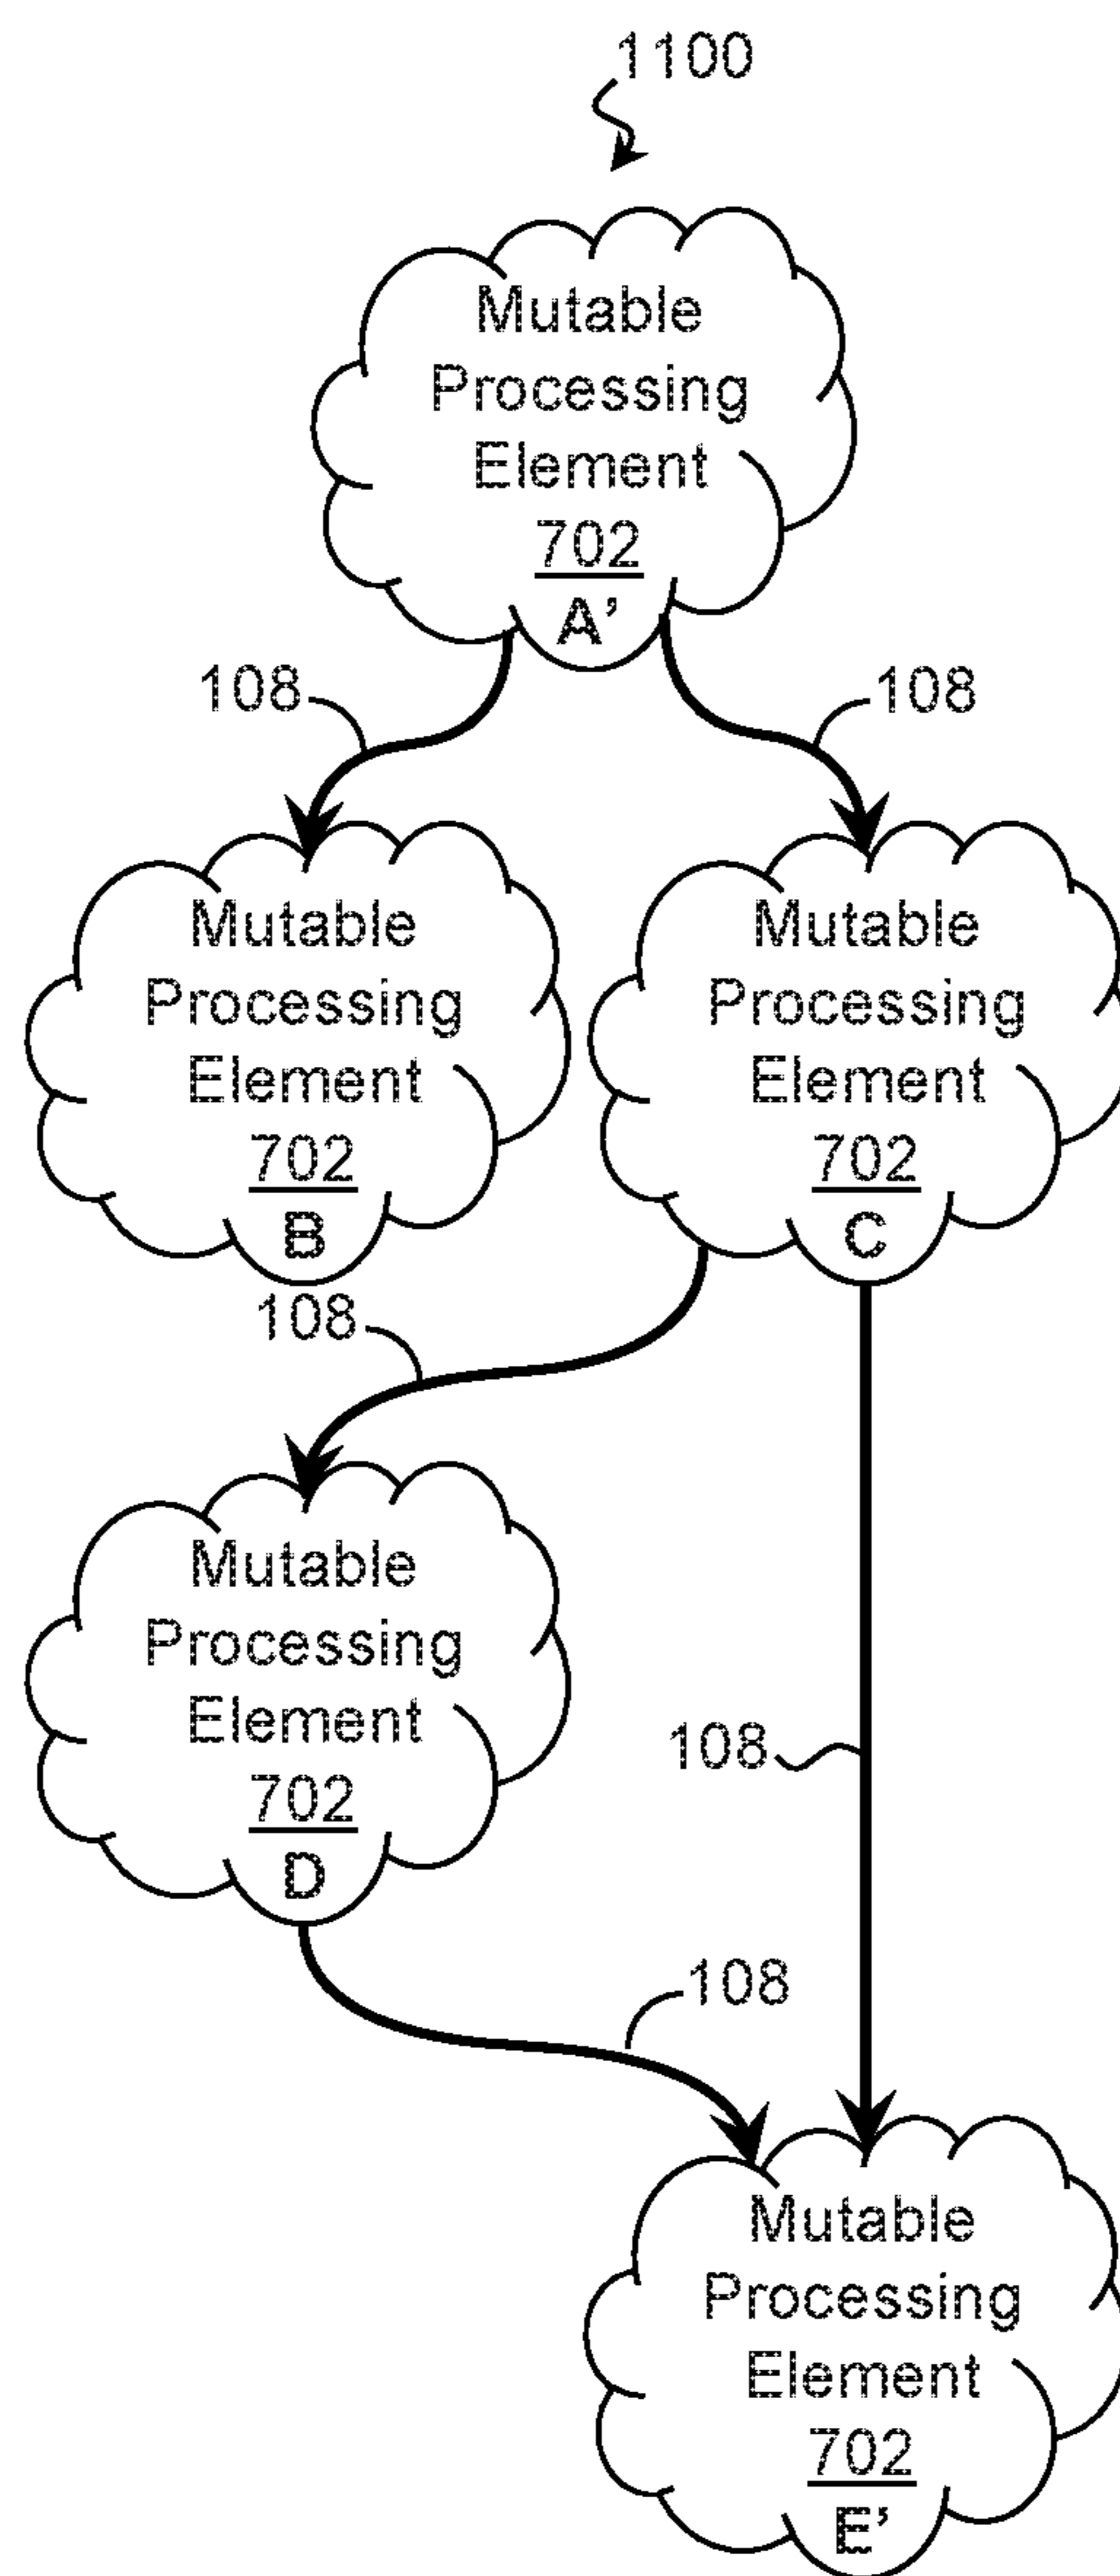 1100
Mutable
Processing
Element
702
A’
108
108
Mutable
Processing
Element
702
B
Mutable
Processing
Element
702
C
108
Mutable
Processing
Element
702
D
108
108
Mutable
Processing
Element
702
E’